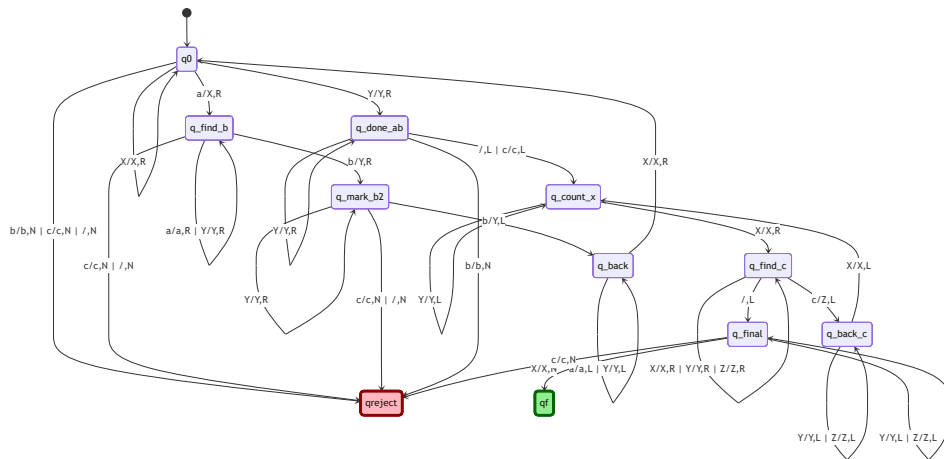 q0
a/X,R
Y/Y,R
q_find_b
q_done_ab
/,L | c/c,L
X/X,R
X/X,R
b/Y,R
q_mark_b2
q_count_x
b/Y,L
b/b,N | c/c,N | /,N
a/a,R | Y/Y,R
Y/Y,R
X/X,R
c/c,N | /,N
b/b,N
q_back
q_find_c
X/X,L
Y/Y,R
c/c,N | /,N
Y/Y,L
/,L
c/Z,L
q_final
q_back_c
c/c,N
X/X,N
a/a,L | Y/Y,L
X/X,R | Y/Y,R | Z/Z,R
qreject
qf
Y/Y,L | Z/Z,L
Y/Y,L | Z/Z,L